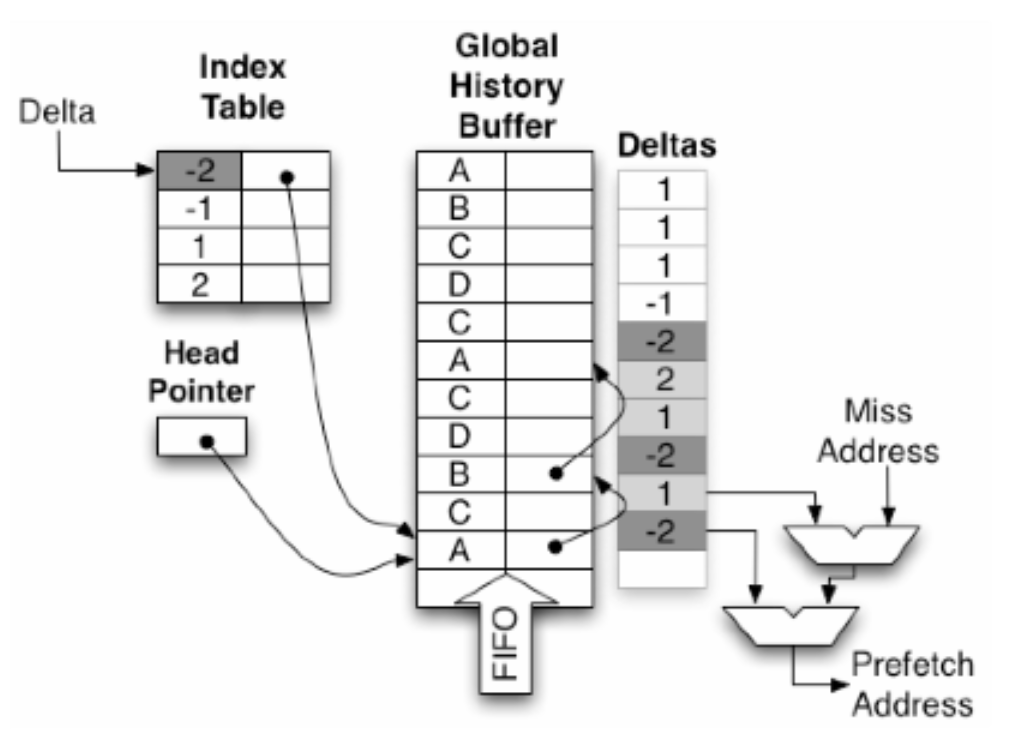 Global
History
Buffer
Index
Table
Delta
Deltas
-2
-1
1
2
Head
Pointer
A
B
C
D
C
A
C
D
B
C
A
FIFO
1
1
1
-1
-2
2
1
-2
1
-2
Miss
Address
Prefetch
Address